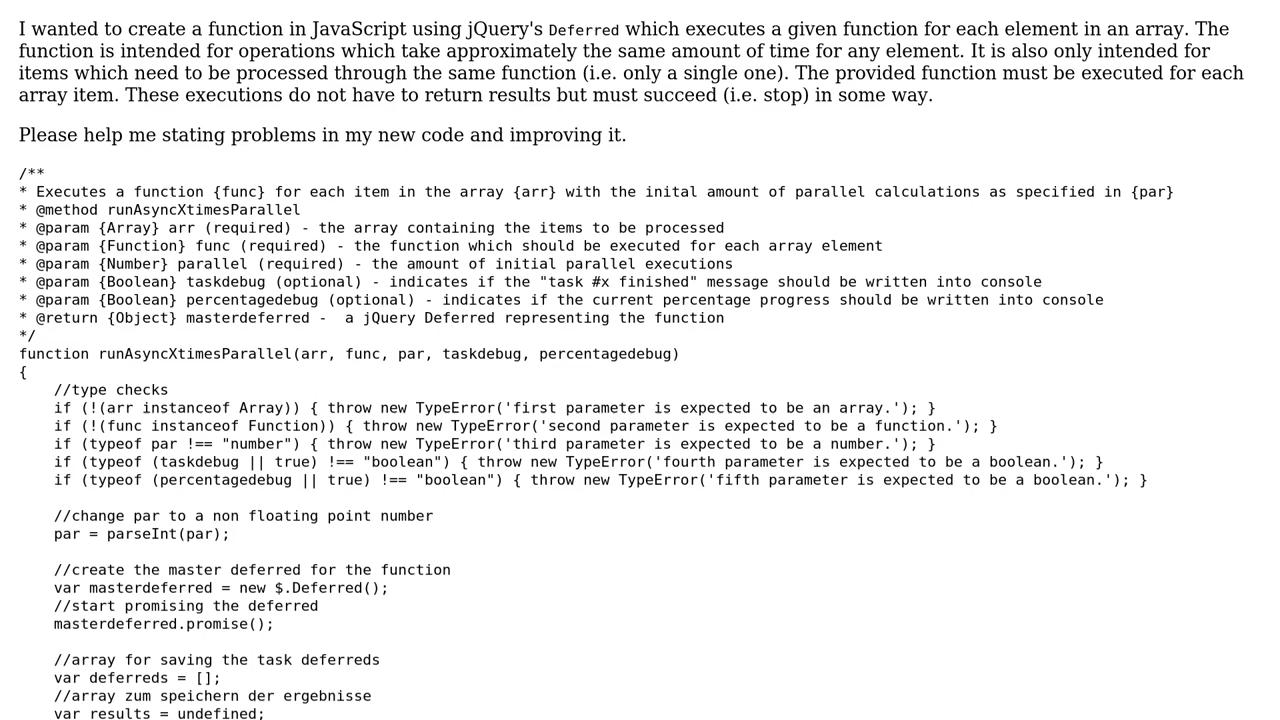 I wanted to create a function in JavaScript using jQuery's Deferred which executes a given function for each element in an array. The
function is intended for operations which take approximately the same amount of time for any element. It is also only intended for
items which need to be processed through the same function (i.e. only a single one). The provided function must be executed for each
array item. These executions do not have to return results but must succeed (i.e. stop) in some way.
Please help me stating problems in my new code and improving it.
/**
* Executes a function {func} for each item in the array {arr} with the inital amount of parallel calculations as specified in {par}
* @method runAsyncXtimesParallel
* @param {Array} arr (required) - the array containing the items to be processed
* @param {Function} func (required) - the function which should be executed for each array element
* @param {Number} parallel (required) - the amount of initial parallel executions
* @param {Boolean} taskdebug (optional) - indicates if the "task #x finished" message should be written into console
* @param {Boolean} percentagedebug (optional) - indicates if the current percentage progress should be written into console
* @return {Object} masterdeferred -  a jQuery Deferred representing the function
*/
function runAsyncXtimesParallel(arr, func, par, taskdebug, percentagedebug)
{
    //type checks
    if (!(arr instanceof Array)) { throw new TypeError('first parameter is expected to be an array.'); }
    if (!(func instanceof Function)) { throw new TypeError('second parameter is expected to be a function.'); }
    if (typeof par !== "number") { throw new TypeError('third parameter is expected to be a number.'); }
    if (typeof (taskdebug || true) !== "boolean") { throw new TypeError('fourth parameter is expected to be a boolean.'); }
    if (typeof (percentagedebug || true) !== "boolean") { throw new TypeError('fifth parameter is expected to be a boolean.'); }
    //change par to a non floating point number
    par = parseInt(par);
    //create the master deferred for the function
    var masterdeferred = new $.Deferred();
    //start promising the deferred
    masterdeferred.promise();
    //array for saving the task deferreds
    var deferreds = [];
    //array zum speichern der ergebnisse
    var results = undefined;